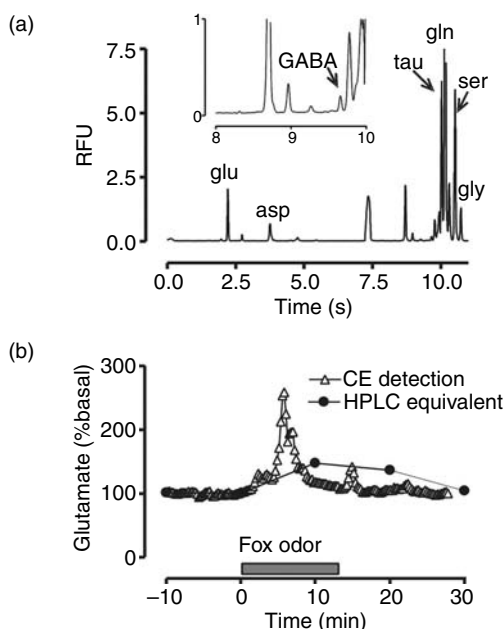 (a)
1
0
8 9 10
GABA
7.5
5.0
2.5
0.0
RFU
glu
asp
tau
gln
ser
gly
0.0 2.5 5.0 7.5 10.0
Time (s)
(b)
300
200
100
0
Glutamate (%basal)
CE detection
HPLC equivalent
Fox odor
–10 0 10 20 30
Time (min)